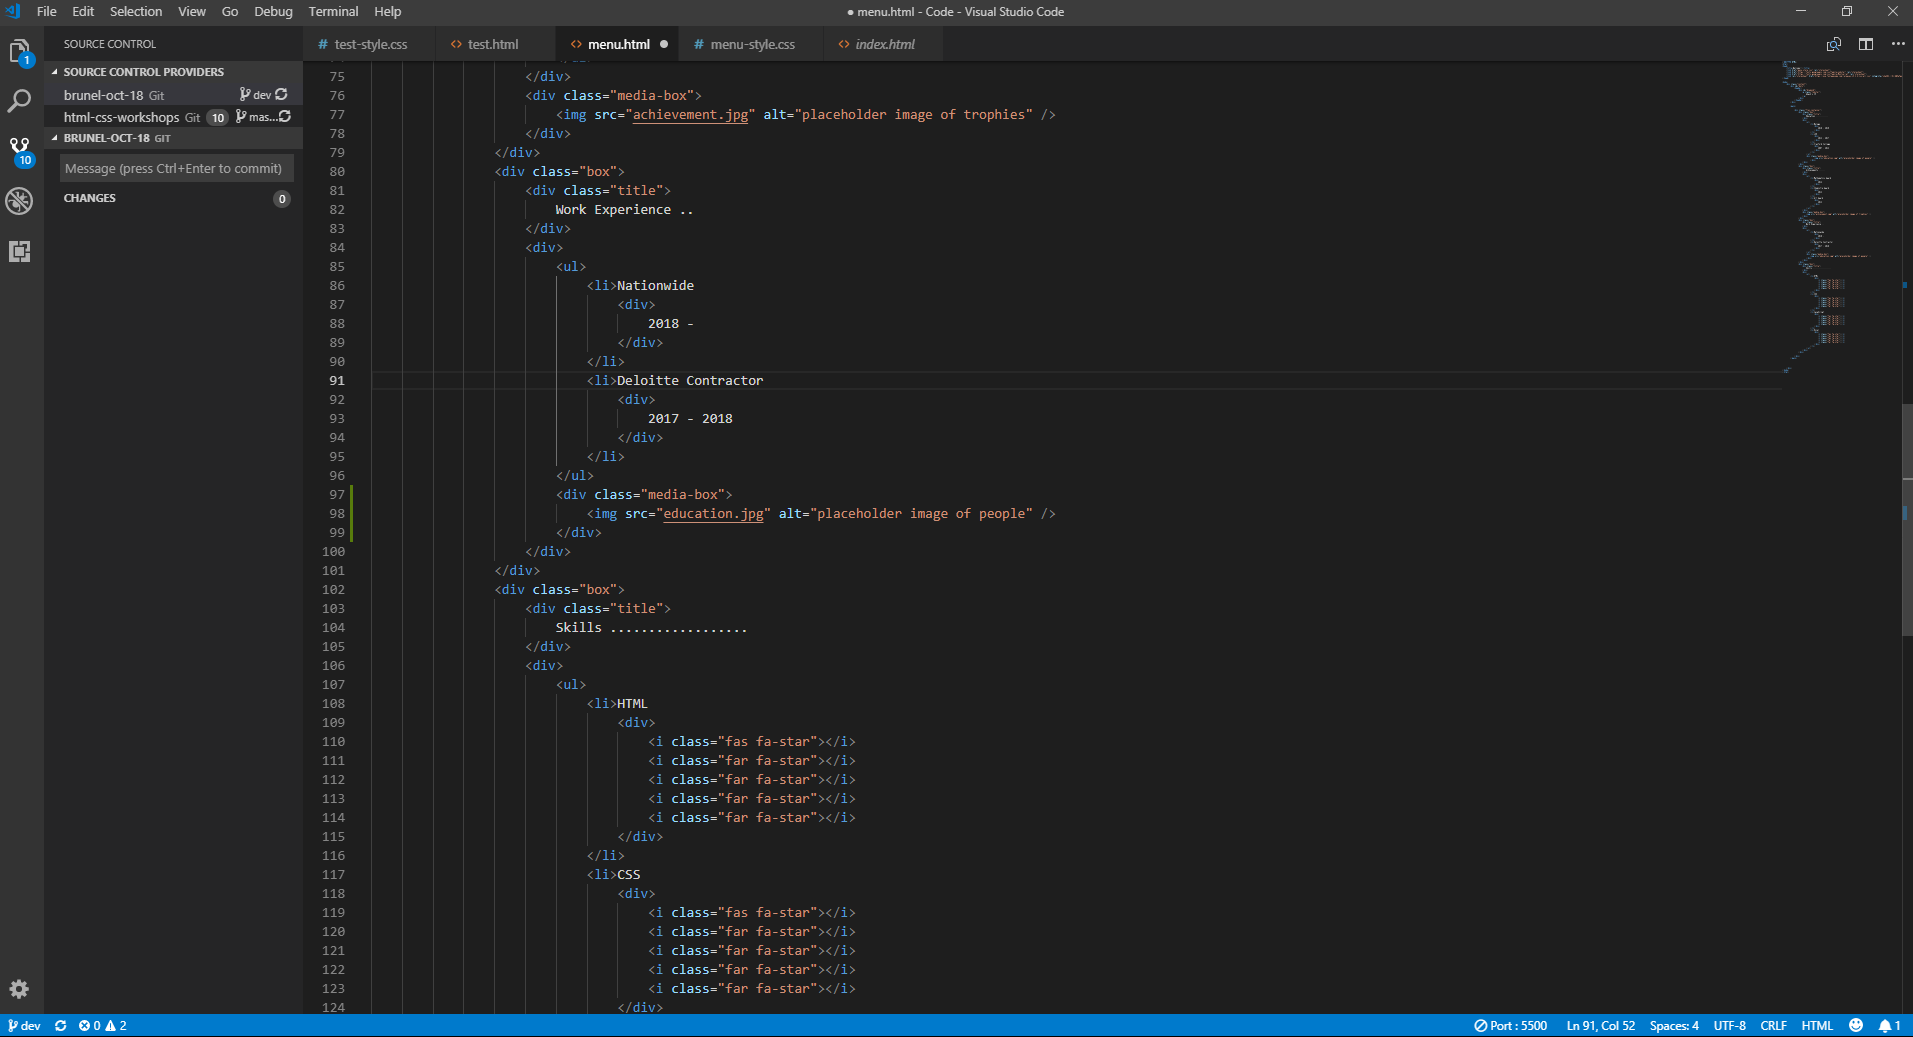 File Edit Selection View Go Debug Terminal Help
● menu.html - Code - Visual Studio Code
1
SOURCE CONTROL
# test-style.css <> test.html <> menu.html ● # menu-style.css <> index.html
SOURCE CONTROL PROVIDERS
brunel-oct-18 Git dev
html-css-workshops Git 10 mas...
BRUNEL-OCT-18 GIT
10
Message (press Ctrl+Enter to commit)
CHANGES 0
75 </div>
76 <div class="media-box">
77 <img src="achievement.jpg" alt="placeholder image of trophies" />
78 </div>
79 </div>
80 <div class="box">
81 <div class="title">
82 Work Experience ..
83 </div>
84 <div>
85 <ul>
86 <li>Nationwide
87 <div>
88 2018 -
89 </div>
90 </li>
91 <li>Deloitte Contractor
92 <div>
93 2017 - 2018
94 </div>
95 </li>
96 </ul>
97 <div class="media-box">
98 <img src="education.jpg" alt="placeholder image of people" />
99 </div>
100 </div>
101 </div>
102 <div class="box">
103 <div class="title">
104 Skills ..................
105 </div>
106 <div>
107 <ul>
108 <li>HTML
109 <div>
110 <i class="fas fa-star"></i>
111 <i class="far fa-star"></i>
112 <i class="far fa-star"></i>
113 <i class="far fa-star"></i>
114 <i class="far fa-star"></i>
115 </div>
116 </li>
117 <li>CSS
118 <div>
119 <i class="fas fa-star"></i>
120 <i class="far fa-star"></i>
121 <i class="far fa-star"></i>
122 <i class="far fa-star"></i>
123 <i class="far fa-star"></i>
124 </div>
dev 0 2 Port : 5500 Ln 91, Col 52 Spaces: 4 UTF-8 CRLF HTML 1